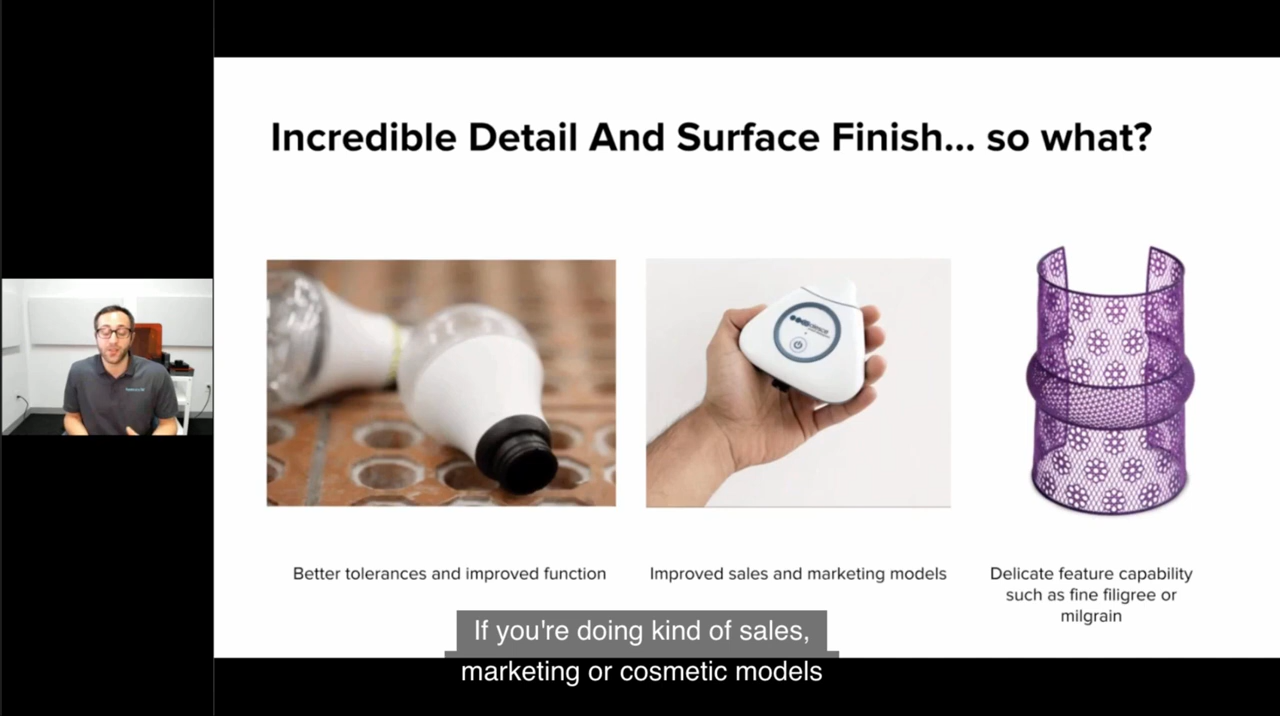 Incredible Detail And Surface Finish... so what?
Better tolerances and improved function
Improved sales and marketing models
Delicate feature capability
such as fine filigree or
milgrain
If you're doing kind of sales,
marketing or cosmetic models